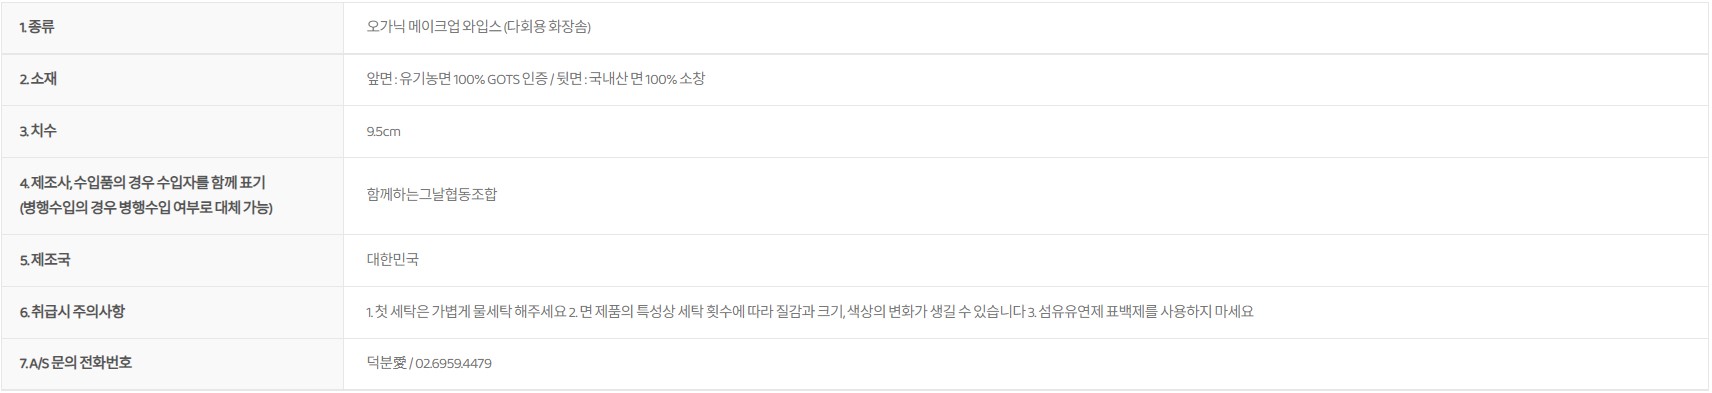 1. 종류
오가닉 메이크업 와입스 (다회용 화장솜)
2. 소재
앞면 : 유기농면 100% GOTS 인증 / 뒷면 : 국내산 면 100% 소창
3. 치수
9.5cm
4. 제조사, 수입품의 경우 수입자를 함께 표기
(병행수입의 경우 병행수입 여부로 대체 가능)
함께하는그날협동조합
5. 제조국
대한민국
6. 취급시 주의사항
1. 첫 세탁은 가볍게 물세탁 해주세요 2. 면 제품의 특성상 세탁 횟수에 따라 질감과 크기, 색상의 변화가 생길 수 있습니다 3. 섬유유연제 표백제를 사용하지 마세요
7. A/S 문의 전화번호
덕분愛 / 02.6959.4479